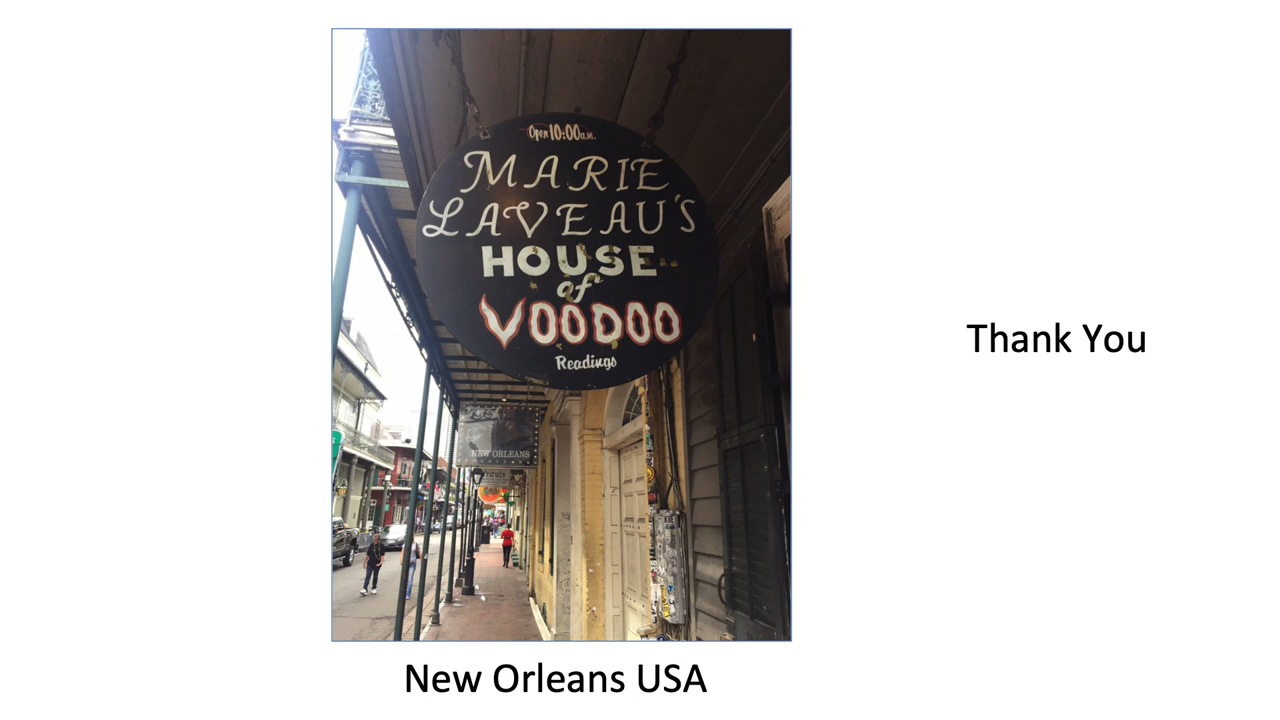 Open 10:00 a.m.
MARIE
LAVEAU'S
HOUSE
of
VOODOO
Readings
NEW ORLEANS
Thank You
New Orleans USA